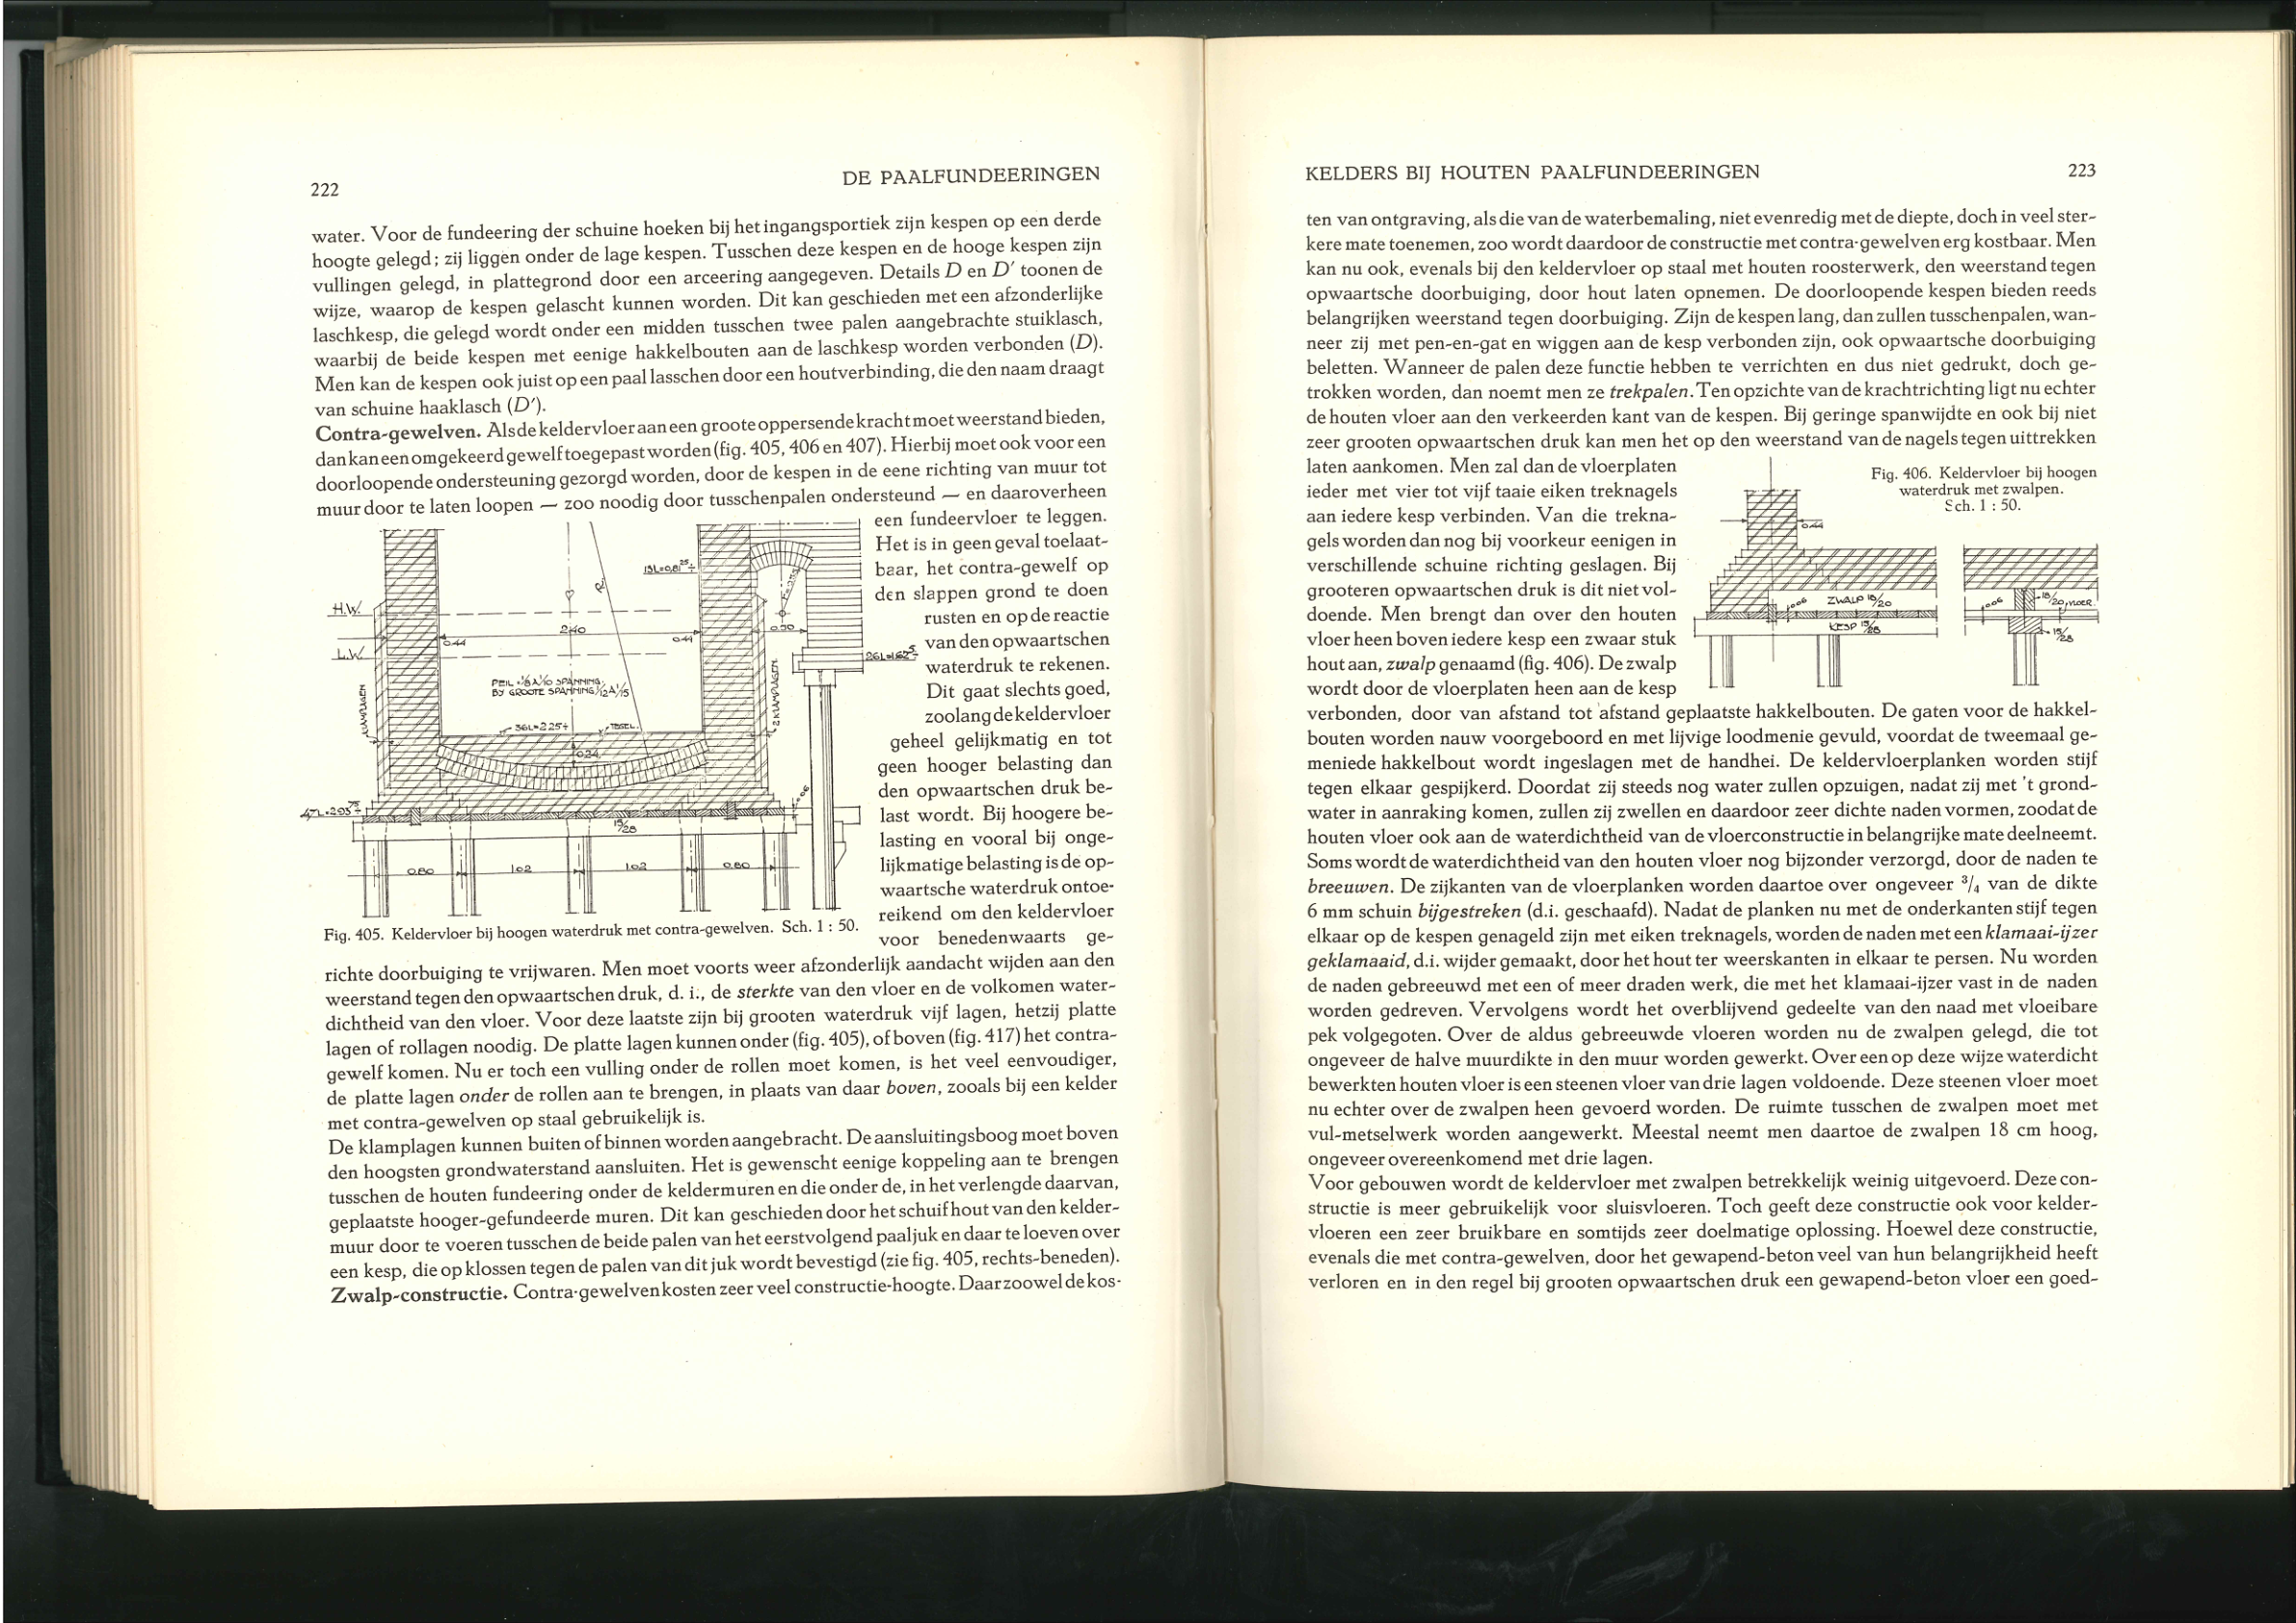 222
DE PAALFUNDEERINGEN
water. Voor de fundeering der schuine hoeken bij het ingangsportiek zijn kespen op een derde
hoogte gelegd; zij liggen onder de lage kespen. Tusschen deze kespen en de hooge kespen zijn
vullingen gelegd, in plattegrond door een arceering aangegeven. Details D en D′ toonen de
wijze, waarop de kespen gelascht kunnen worden. Dit kan geschieden met een afzonderlijke
laschkesp, die gelegd wordt onder een midden tusschen twee palen aangebrachte stuiklasch,
waarbij de beide kespen met eenige hakkelbouten aan de laschkesp worden verbonden (D).
Men kan de kespen ook juist op een paal lasschen door een houtverbinding, die den naam draagt
van schuine haaklasch (D′).
Contra-gewelven. Als de keldervloer aan een groote oppersende kracht moet weerstand bieden,
dan kan een omgekeerd gewelf toegepast worden (fig. 405, 406 en 407). Hierbij moet ook voor een
doorloopende ondersteuning gezorgd worden, door de kespen in de eene richting van muur tot
muur door te laten loopen — zoo noodig door tusschenpalen ondersteund — en daaroverheen
een fundeervloer te leggen.
Het is in geen geval toelaat-
baar, het contra-gewelf op
den slappen grond te doen
rusten en op de reactie
van den opwaartschen
waterdruk te rekenen.
Dit gaat slechts goed,
zoolang de keldervloer
geheel gelijkmatig en tot
geen hooger belasting dan
den opwaartschen druk be-
last wordt. Bij hoogere be-
lasting en vooral bij onge-
lijkmatige belasting is de op-
waartsche waterdruk ontoe-
reikend om den keldervloer
voor benedenwaarts ge-
H.W.
L.W.
R.
2.40
0.44
0.44
0.50
PEIL 1/8 A 1/10 SPANNING,
BY GROOTE SPANNING 1/12 A 1/15
36L=2.25+
TEGEL.
0.24
KLAMPLAGEN
2 KLAMPLAGEN
15/28
0.80
1.02
1.02
0.80
Fig. 405. Keldervloer bij hoogen waterdruk met contra-gewelven. Sch. 1 : 50.
richte doorbuiging te vrijwaren. Men moet voorts weer afzonderlijk aandacht wijden aan den
weerstand tegen den opwaartschen druk, d. i., de sterkte van den vloer en de volkomen water-
dichtheid van den vloer. Voor deze laatste zijn bij grooten waterdruk vijf lagen, hetzij platte
lagen of rollagen noodig. De platte lagen kunnen onder (fig. 405), of boven (fig. 417) het contra-
gewelf komen. Nu er toch een vulling onder de rollen moet komen, is het veel eenvoudiger,
de platte lagen onder de rollen aan te brengen, in plaats van daar boven, zooals bij een kelder
met contra-gewelven op staal gebruikelijk is.
De klamplagen kunnen buiten of binnen worden aangebracht. De aansluitingsboog moet boven
den hoogsten grondwaterstand aansluiten. Het is gewenscht eenige koppeling aan te brengen
tusschen de houten fundeering onder de keldermuren en die onder de, in het verlengde daarvan,
geplaatste hooger-gefundeerde muren. Dit kan geschieden door het schuifhout van den kelder-
muur door te voeren tusschen de beide palen van het eerstvolgend paaljuk en daar te loeven over
een kesp, die op klossen tegen de palen van dit juk wordt bevestigd (zie fig. 405, rechts-beneden).
Zwalp-constructie. Contra-gewelven kosten zeer veel constructie-hoogte. Daar zoowel de kos-
KELDERS BIJ HOUTEN PAALFUNDEERINGEN
223
ten van ontgraving, als die van de waterbemaling, niet evenredig met de diepte, doch in veel ster-
kere mate toenemen, zoo wordt daardoor de constructie met contra-gewelven erg kostbaar. Men
kan nu ook, evenals bij den keldervloer op staal met houten roosterwerk, den weerstand tegen
opwaartsche doorbuiging, door hout laten opnemen. De doorloopende kespen bieden reeds
belangrijken weerstand tegen doorbuiging. Zijn de kespen lang, dan zullen tusschenpalen, wan-
neer zij met pen-en-gat en wiggen aan de kesp verbonden zijn, ook opwaartsche doorbuiging
beletten. Wanneer de palen deze functie hebben te verrichten en dus niet gedrukt, doch ge-
trokken worden, dan noemt men ze trekpalen. Ten opzichte van de krachtrichting ligt nu echter
de houten vloer aan den verkeerden kant van de kespen. Bij geringe spanwijdte en ook bij niet
zeer grooten opwaartschen druk kan men het op den weerstand van de nagels tegen uittrekken
laten aankomen. Men zal dan de vloerplaten
ieder met vier tot vijf taaie eiken treknagels
aan iedere kesp verbinden. Van die trekna-
gels worden dan nog bij voorkeur eenigen in
verschillende schuine richting geslagen. Bij
grooteren opwaartschen druk is dit niet vol-
doende. Men brengt dan over den houten
vloer heen boven iedere kesp een zwaar stuk
hout aan, zwalp genaamd (fig. 406). De zwalp
wordt door de vloerplaten heen aan de kesp
Fig. 406. Keldervloer bij hoogen
waterdruk met zwalpen.
Sch. 1 : 50.
0.44
0.06
ZWALP 18/20
KESP 15/28
0.06
18/20
VLOER.
15/28
verbonden, door van afstand tot afstand geplaatste hakkelbouten. De gaten voor de hakkel-
bouten worden nauw voorgeboord en met lijvige loodmenie gevuld, voordat de tweemaal ge-
meniede hakkelbout wordt ingeslagen met de handhei. De keldervloerplanken worden stijf
tegen elkaar gespijkerd. Doordat zij steeds nog water zullen opzuigen, nadat zij met 't grond-
water in aanraking komen, zullen zij zwellen en daardoor zeer dichte naden vormen, zoodat de
houten vloer ook aan de waterdichtheid van de vloerconstructie in belangrijke mate deelneemt.
Soms wordt de waterdichtheid van den houten vloer nog bijzonder verzorgd, door de naden te
breeuwen. De zijkanten van de vloerplanken worden daartoe over ongeveer 3/4 van de dikte
6 mm schuin bijgestreken (d.i. geschaafd). Nadat de planken nu met de onderkanten stijf tegen
elkaar op de kespen genageld zijn met eiken treknagels, worden de naden met een klamaai-ijzer
geklamaaid, d.i. wijder gemaakt, door het hout ter weerskanten in elkaar te persen. Nu worden
de naden gebreeuwd met een of meer draden werk, die met het klamaai-ijzer vast in de naden
worden gedreven. Vervolgens wordt het overblijvend gedeelte van den naad met vloeibare
pek volgegoten. Over de aldus gebreeuwde vloeren worden nu de zwalpen gelegd, die tot
ongeveer de halve muurdikte in den muur worden gewerkt. Over een op deze wijze waterdicht
bewerkten houten vloer is een steenen vloer van drie lagen voldoende. Deze steenen vloer moet
nu echter over de zwalpen heen gevoerd worden. De ruimte tusschen de zwalpen moet met
vul-metselwerk worden aangewerkt. Meestal neemt men daartoe de zwalpen 18 cm hoog,
ongeveer overeenkomend met drie lagen.
Voor gebouwen wordt de keldervloer met zwalpen betrekkelijk weinig uitgevoerd. Deze con-
structie is meer gebruikelijk voor sluisvloeren. Toch geeft deze constructie ook voor kelder-
vloeren een zeer bruikbare en somtijds zeer doelmatige oplossing. Hoewel deze constructie,
evenals die met contra-gewelven, door het gewapend-beton veel van hun belangrijkheid heeft
verloren en in den regel bij grooten opwaartschen druk een gewapend-beton vloer een goed-